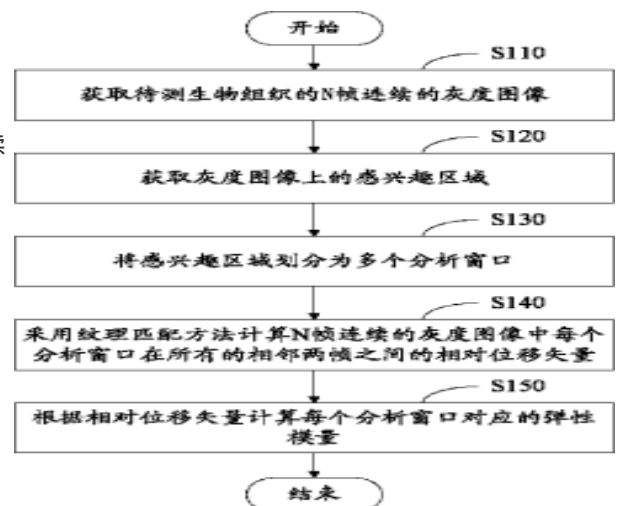 开始
S110
获取待测生物组织的N帧连续的灰度图像
S120
获取灰度图像上的感兴趣区域
S130
将感兴趣区域划分为多个分析窗口
S140
采用纹理匹配方法计算N帧连续的灰度图像中每个
分析窗口在所有的相邻两帧之间的相对位移矢量
S150
根据相对位移矢量计算每个分析窗口对应的弹性
模量
结束